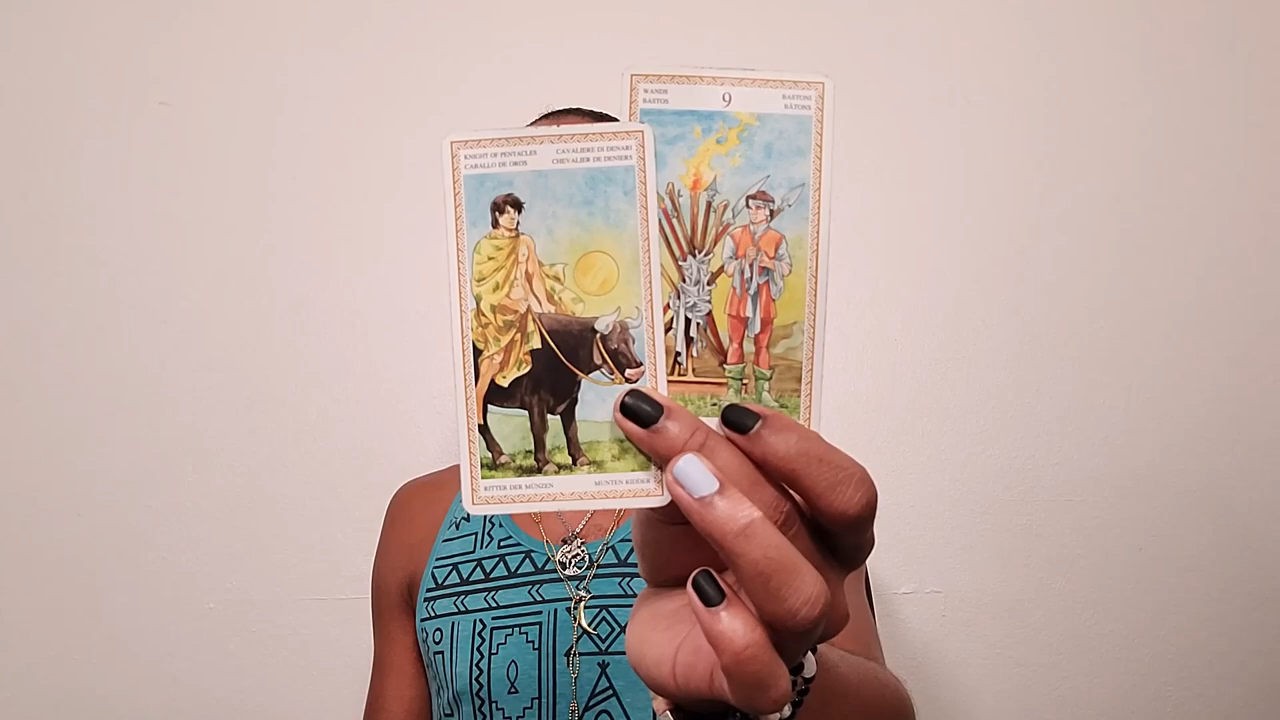 WANDS
BASTOS
9
BASTONI
BÂTONS
KNIGHT OF PENTACLES
CABALLO DE OROS
CAVALIERE DI DENARI
CHEVALIER DE DENIERS
RITTER DER MÜNZEN
MUNTEN RIDDER